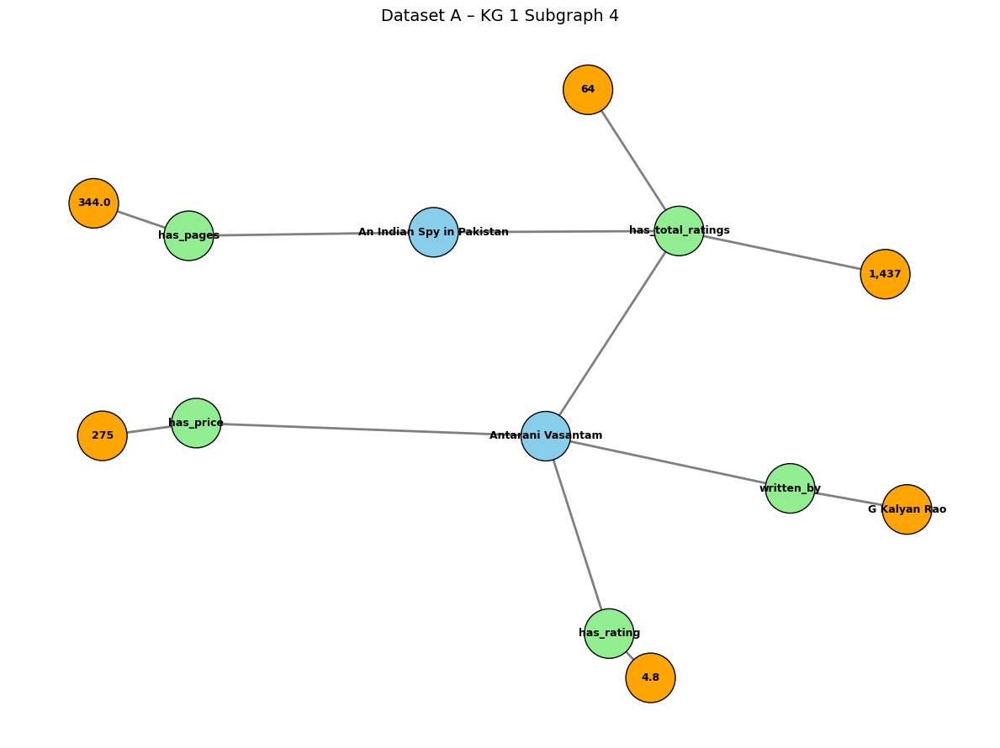 Dataset A – KG 1 Subgraph 4
64
344.0
has_pages
An Indian Spy in Pakistan
has_total_ratings
1,437
275
has_price
Antarani Vasantam
written_by
G Kalyan Rao
has_rating
4.8